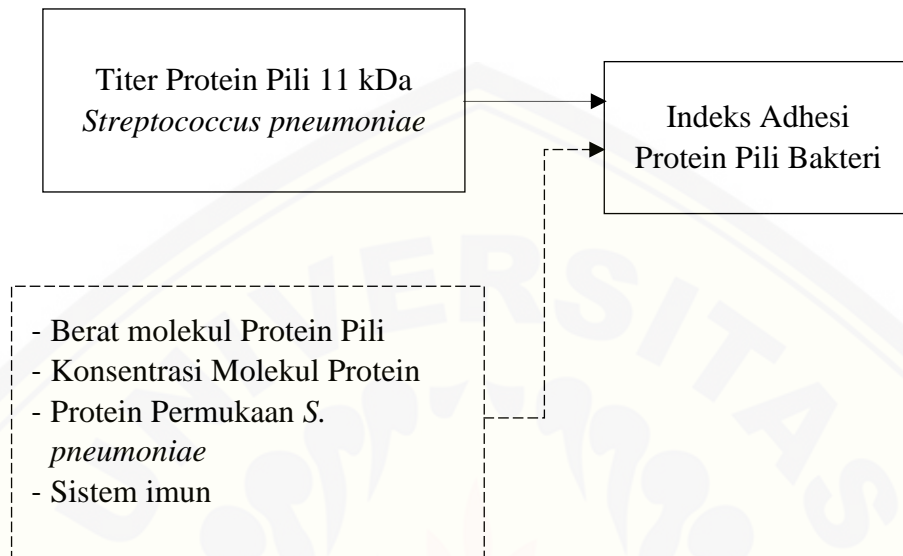 Titer Protein Pili 11 kDa
Streptococcus pneumoniae
Indeks Adhesi
Protein Pili Bakteri
- Berat molekul Protein Pili
- Konsentrasi Molekul Protein
- Protein Permukaan S.
pneumoniae
- Sistem imun
UNIVERSITAS